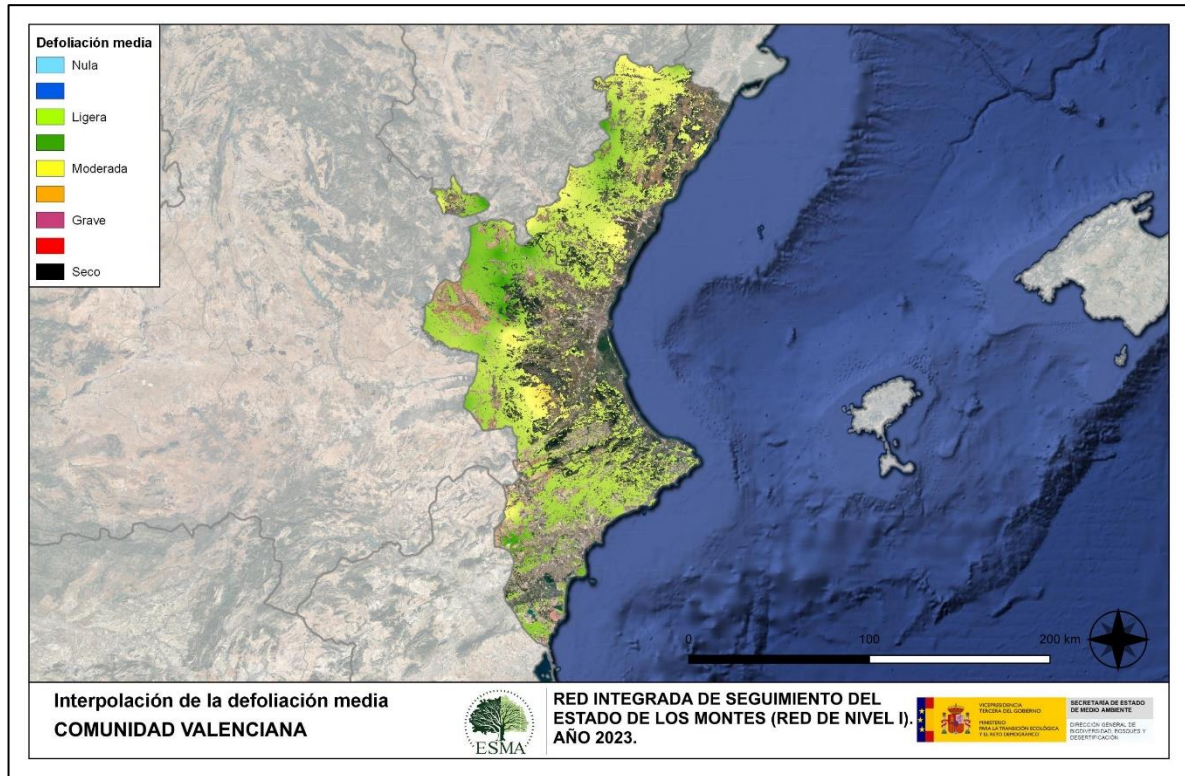 Defoliación media
Nula
Ligera
Moderada
Grave
Seco
0
100
200 km
Interpolación de la defoliación media
COMUNIDAD VALENCIANA
ESMA
RED INTEGRADA DE SEGUIMIENTO DEL
ESTADO DE LOS MONTES (RED DE NIVEL I).
AÑO 2023.
VICEPRESIDENCIA
TERCERA DEL GOBIERNO
MINISTERIO
PARA LA TRANSICIÓN ECOLÓGICA
Y EL RETO DEMOGRÁFICO
SECRETARÍA DE ESTADO
DE MEDIO AMBIENTE
DIRECCIÓN GENERAL DE
BIODIVERSIDAD, BOSQUES Y
DESERTIFICACIÓN